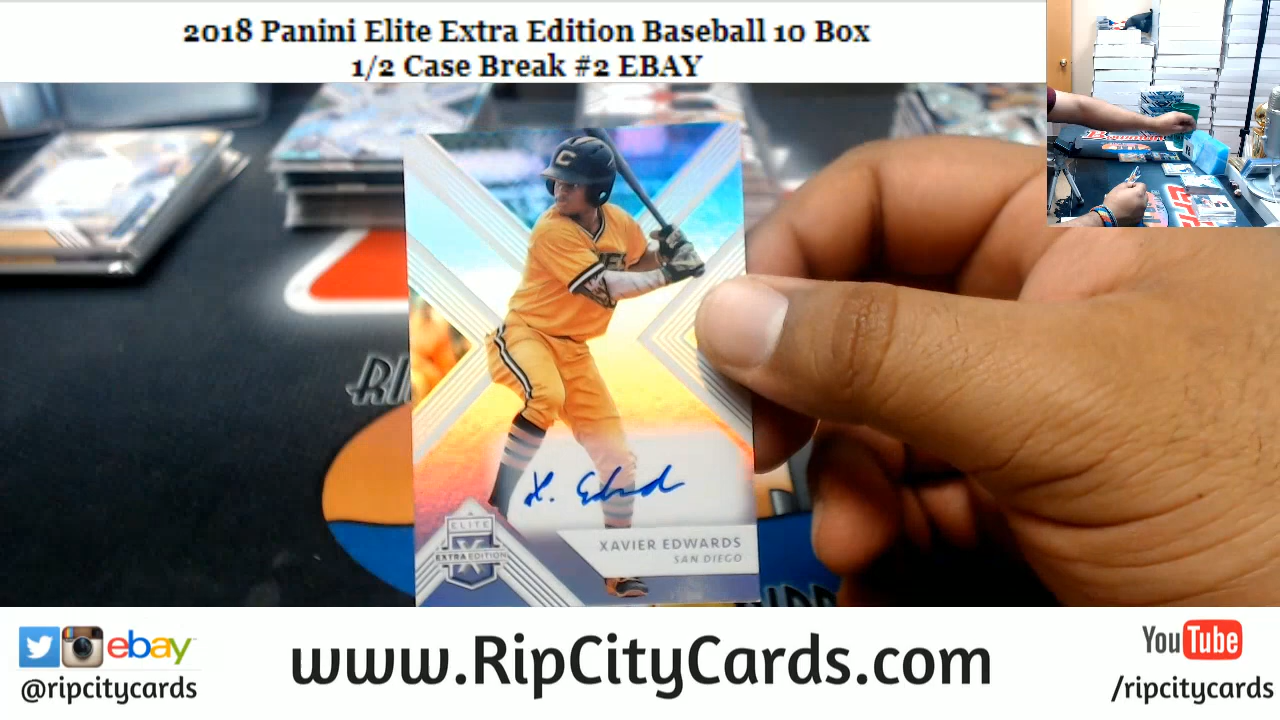 2018 Panini Elite Extra Edition Baseball 10 Box
1/2 Case Break #2 EBAY
C
X. Edwards
ELITE
X
EXTRA EDITION
XAVIER EDWARDS
SAN DIEGO
ebay
@ripcitycards
www.RipCityCards.com
YouTube
/ripcitycards